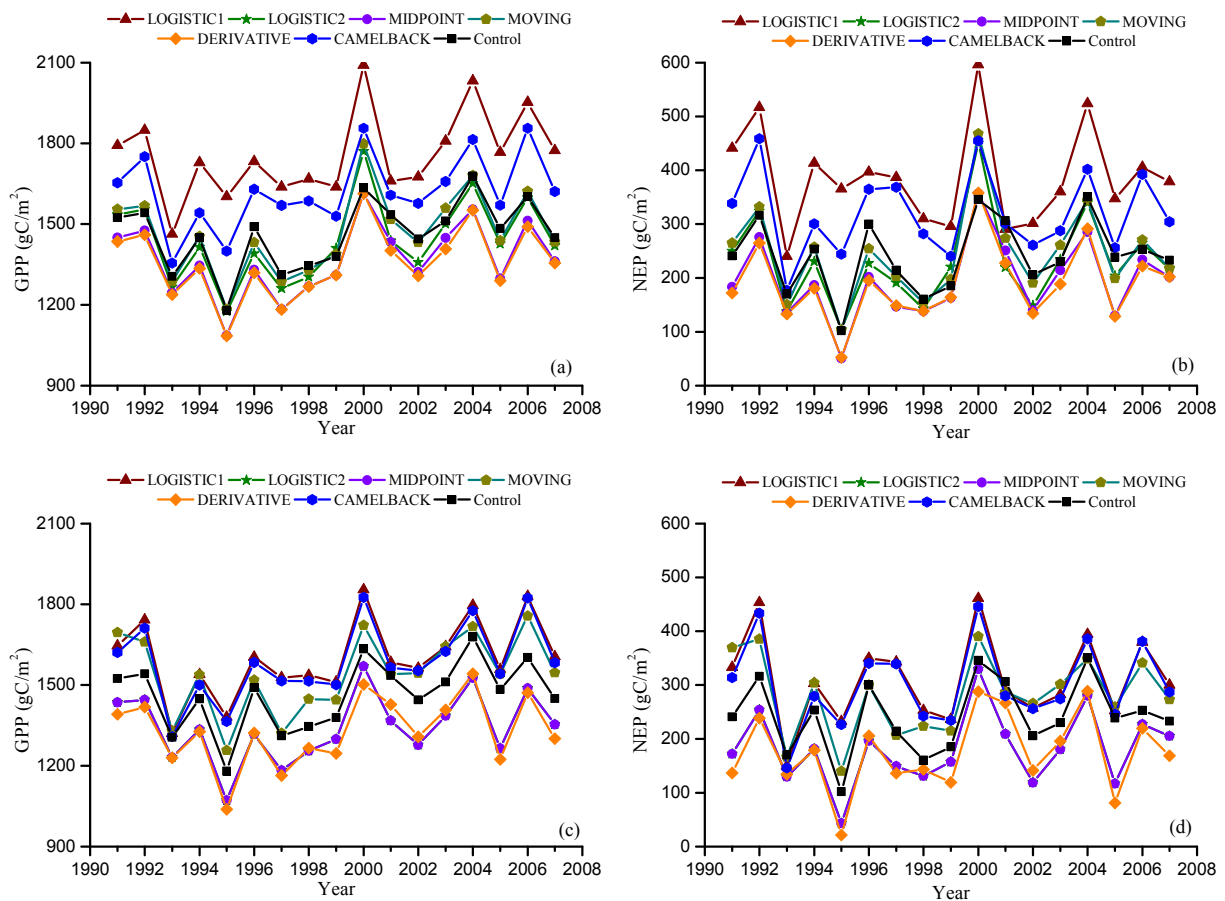 LOGISTIC1 LOGISTIC2 MIDPOINT MOVING
DERIVATIVE CAMELBACK Control
2100
1800
1500
1200
900
GPP (gC/m²)
1990 1992 1994 1996 1998 2000 2002 2004 2006 2008
Year
(a)
LOGISTIC1 LOGISTIC2 MIDPOINT MOVING
DERIVATIVE CAMELBACK Control
600
500
400
300
200
100
0
NEP (gC/m²)
1990 1992 1994 1996 1998 2000 2002 2004 2006 2008
Year
(b)
LOGISTIC1 LOGISTIC2 MIDPOINT MOVING
DERIVATIVE CAMELBACK Control
2100
1800
1500
1200
900
GPP (gC/m²)
1990 1992 1994 1996 1998 2000 2002 2004 2006 2008
Year
(c)
LOGISTIC1 LOGISTIC2 MIDPOINT MOVING
DERIVATIVE CAMELBACK Control
600
500
400
300
200
100
0
NEP (gC/m²)
1990 1992 1994 1996 1998 2000 2002 2004 2006 2008
Year
(d)